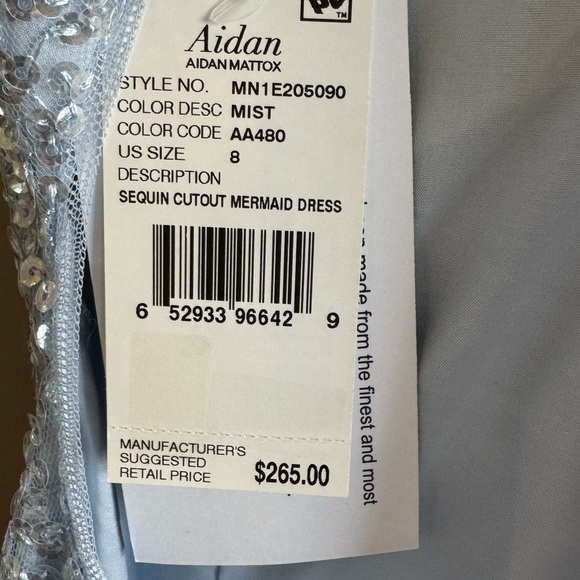 TM
Aidan
AIDAN MATTOX
STYLE NO. MN1E205090
COLOR DESC MIST
COLOR CODE AA480
US SIZE 8
DESCRIPTION
SEQUIN CUTOUT MERMAID DRESS
6 52933 96642 9
MANUFACTURER'S
SUGGESTED
RETAIL PRICE $265.00
made from the finest and most